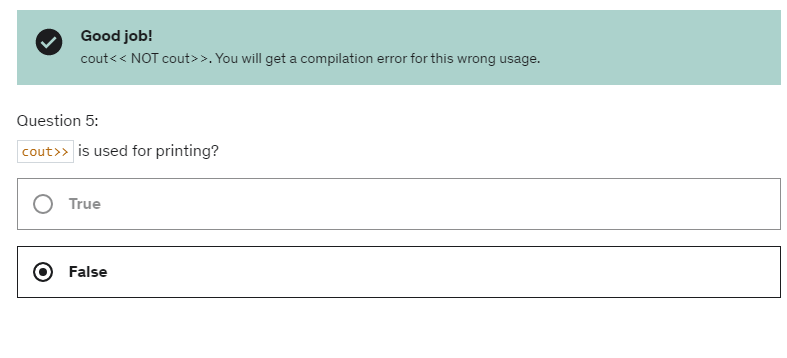 Good job!
cout<< NOT cout>>. You will get a compilation error for this wrong usage.
Question 5:
cout>> is used for printing?
True
False